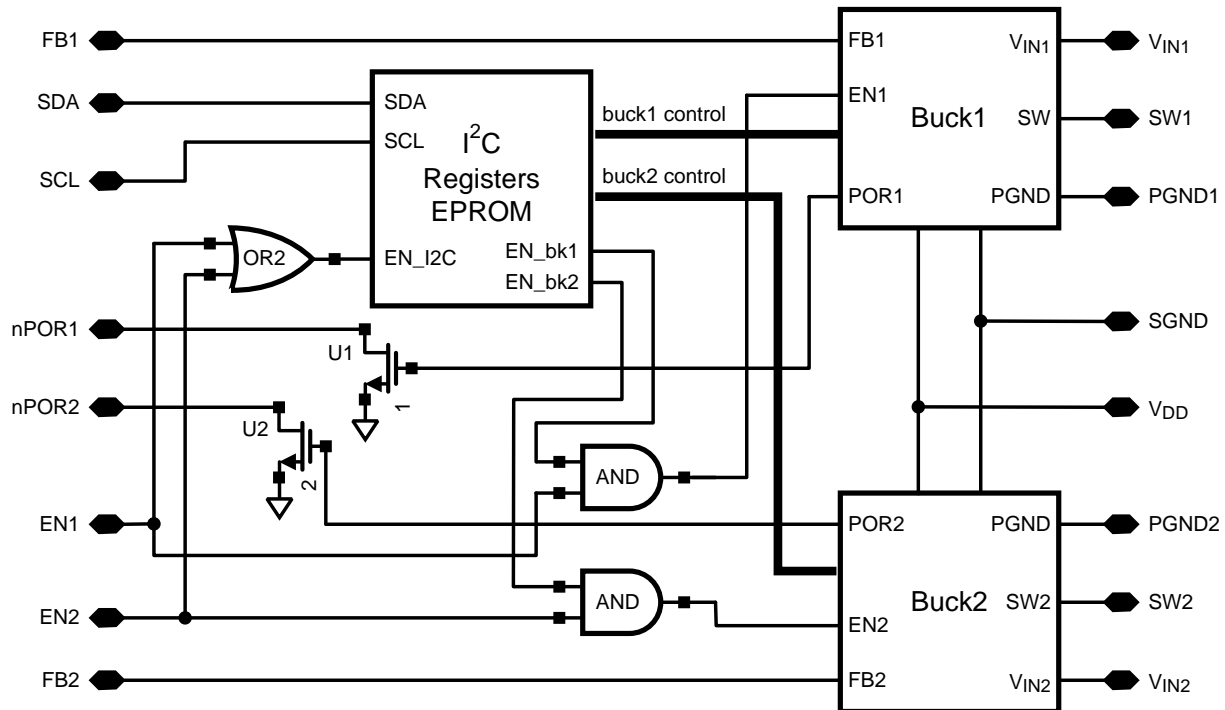 FB1
SDA
SCL
nPOR1
nPOR2
EN1
EN2
FB2
OR2
SDA
SCL
I²C
Registers
EPROM
EN_I2C
EN_bk1
EN_bk2
U1
1
U2
2
AND
AND
buck1 control
buck2 control
FB1
EN1
POR1
Buck1
VIN1
SW
PGND
POR2
EN2
FB2
Buck2
PGND
SW2
VIN2
VIN1
SW1
PGND1
SGND
VDD
PGND2
SW2
VIN2